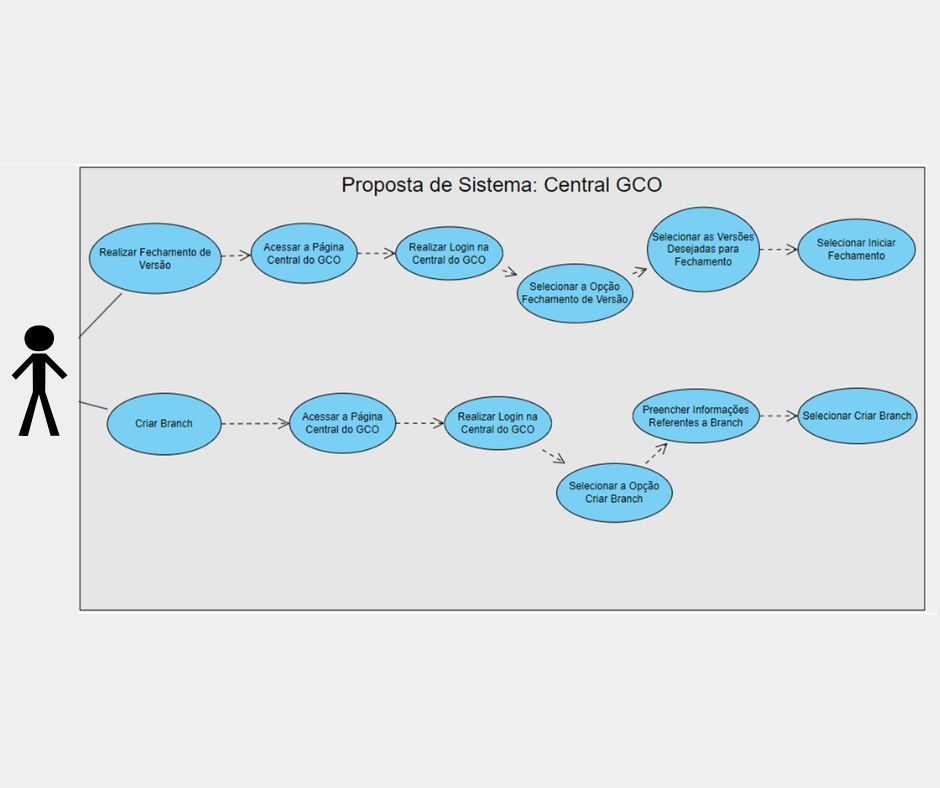 Proposta de Sistema: Central GCO
Realizar Fechamento de
Versão
Acessar a Página
Central do GCO
Realizar Login na
Central do GCO
Selecionar a Opção
Fechamento de Versão
Selecionar as Versões
Desejadas para
Fechamento
Selecionar Iniciar
Fechamento
Criar Branch
Acessar a Página
Central do GCO
Realizar Login na
Central do GCO
Selecionar a Opção
Criar Branch
Preencher Informações
Referentes a Branch
Selecionar Criar Branch